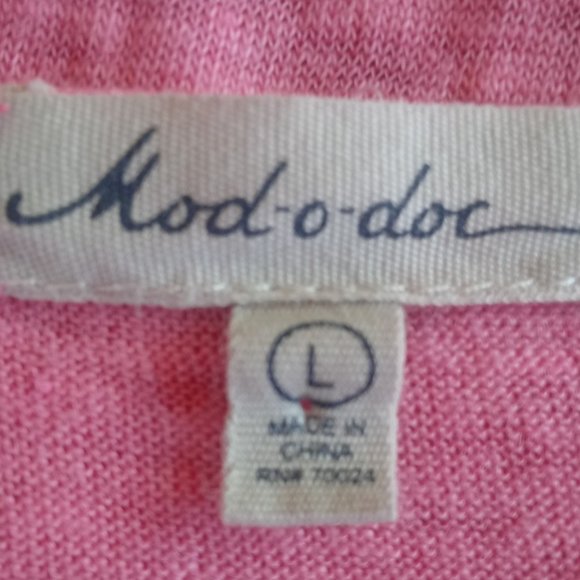 Mod-o-doc
L
MADE IN
CHINA
RN# 70024